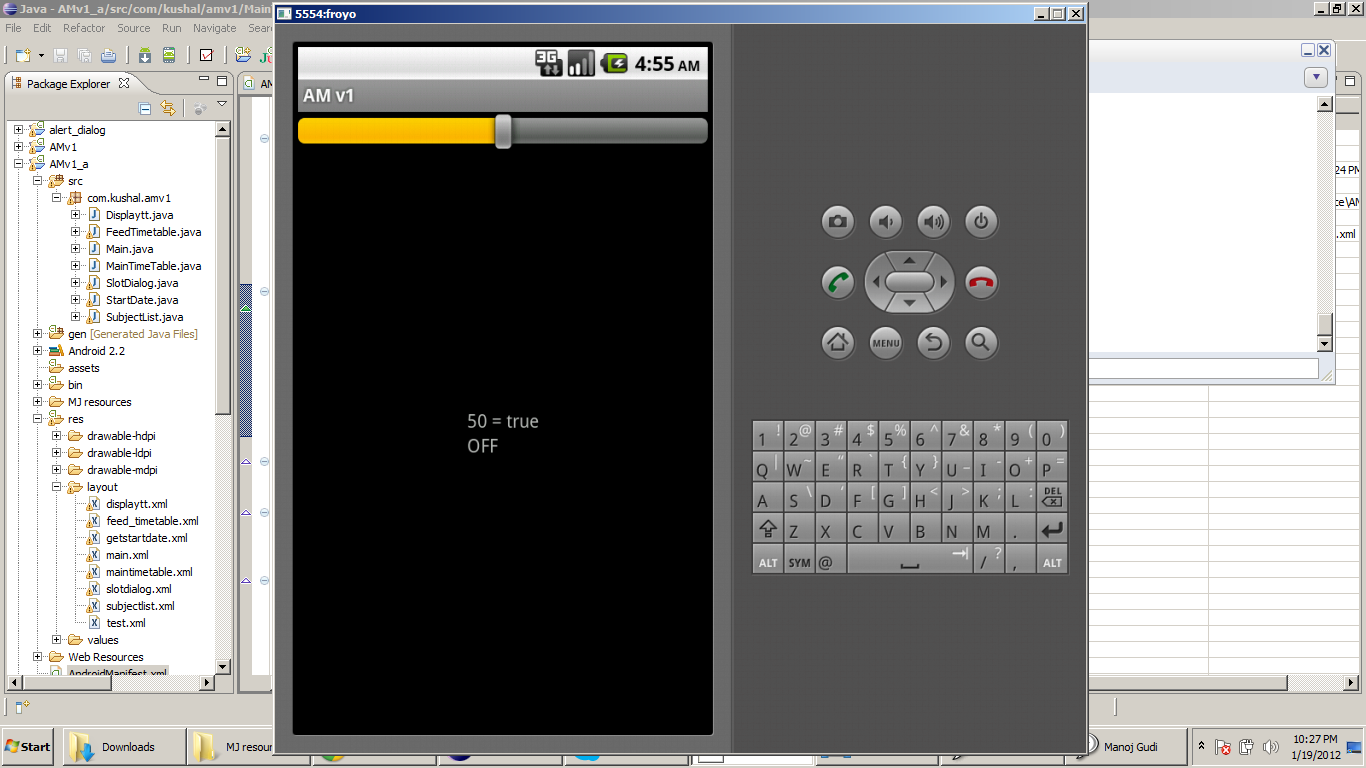 Java - AMv1_a/src/com/kushal/amv1/Main
5554:froyo
File Edit Refactor Source Run Navigate Sear
Package Explorer
AM
alert_dialog
AMv1
AMv1_a
src
com.kushal.amv1
Displaytt.java
FeedTimetable.java
Main.java
MainTimeTable.java
SlotDialog.java
StartDate.java
SubjectList.java
gen [Generated Java Files]
Android 2.2
assets
bin
MJ resources
res
drawable-hdpi
drawable-ldpi
drawable-mdpi
layout
displaytt.xml
feed_timetable.xml
getstartdate.xml
main.xml
maintimetable.xml
slotdialog.xml
subjectlist.xml
test.xml
values
Web Resources
AndroidManifest.xml
3G 4:55 AM
AM v1
50 = true
OFF
MENU
1 ! 2 @ 3 # 4 $ 5 % 6 ^ 7 & 8 * 9 ( 0 )
Q | W ~ E " R ` T { Y } U _ I - O + P =
A S \ D ' F [ G ] H < J > K ; L : DEL
Z X C V B N M .
ALT SYM @ / ? , ALT
24 PM
ce\AM
.xml
Start Downloads MJ resour Manoj Gudi
10:27 PM
1/19/2012